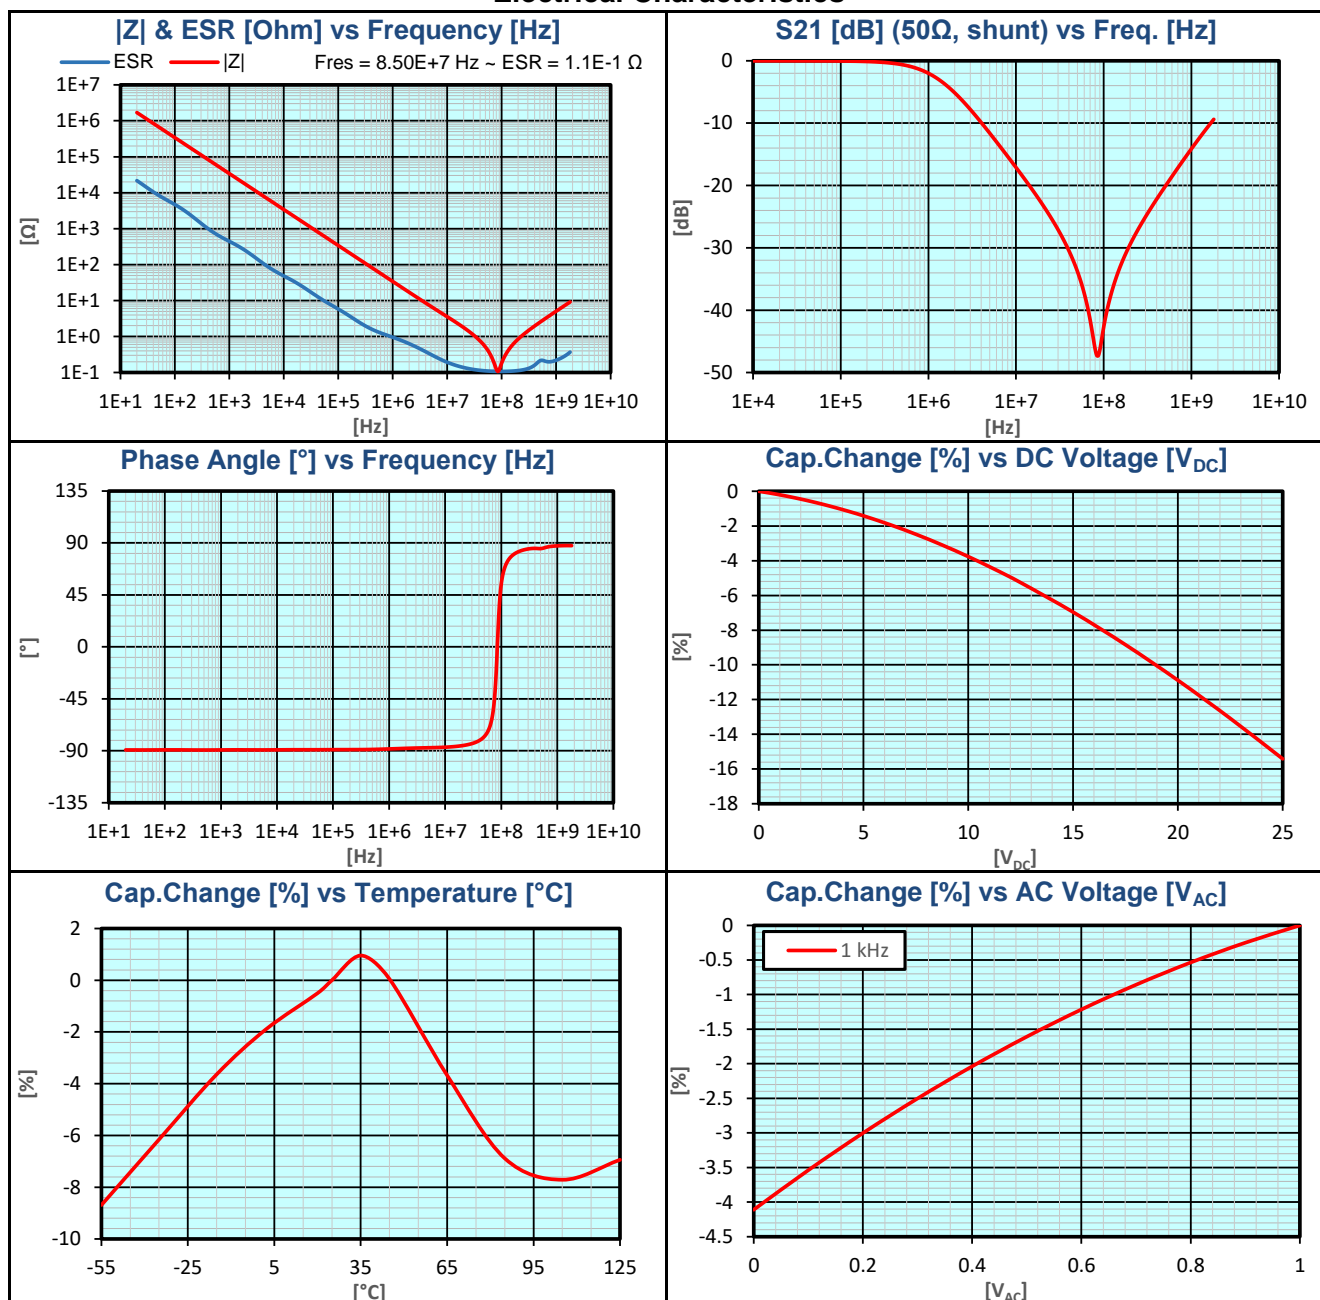 |Z| & ESR [Ohm] vs Frequency [Hz]
ESR |Z| Fres = 8.50E+7 Hz ~ ESR = 1.1E-1 Ω
1E+7
1E+6
1E+5
1E+4
1E+3
1E+2
1E+1
1E+0
1E-1
[Ω]
1E+1 1E+2 1E+3 1E+4 1E+5 1E+6 1E+7 1E+8 1E+9 1E+10
[Hz]
S21 [dB] (50Ω, shunt) vs Freq. [Hz]
0
-10
-20
-30
-40
-50
[dB]
1E+4 1E+5 1E+6 1E+7 1E+8 1E+9 1E+10
[Hz]
Phase Angle [°] vs Frequency [Hz]
135
90
45
0
-45
-90
-135
[°]
1E+1 1E+2 1E+3 1E+4 1E+5 1E+6 1E+7 1E+8 1E+9 1E+10
[Hz]
Cap.Change [%] vs DC Voltage [VDC]
0
-2
-4
-6
-8
-10
-12
-14
-16
-18
[%]
0 5 10 15 20 25
[VDC]
Cap.Change [%] vs Temperature [°C]
2
0
-2
-4
-6
-8
-10
[%]
-55 -25 5 35 65 95 125
[°C]
Cap.Change [%] vs AC Voltage [VAC]
1 kHz
0
-0.5
-1
-1.5
-2
-2.5
-3
-3.5
-4
-4.5
[%]
0 0.2 0.4 0.6 0.8 1
[VAC]